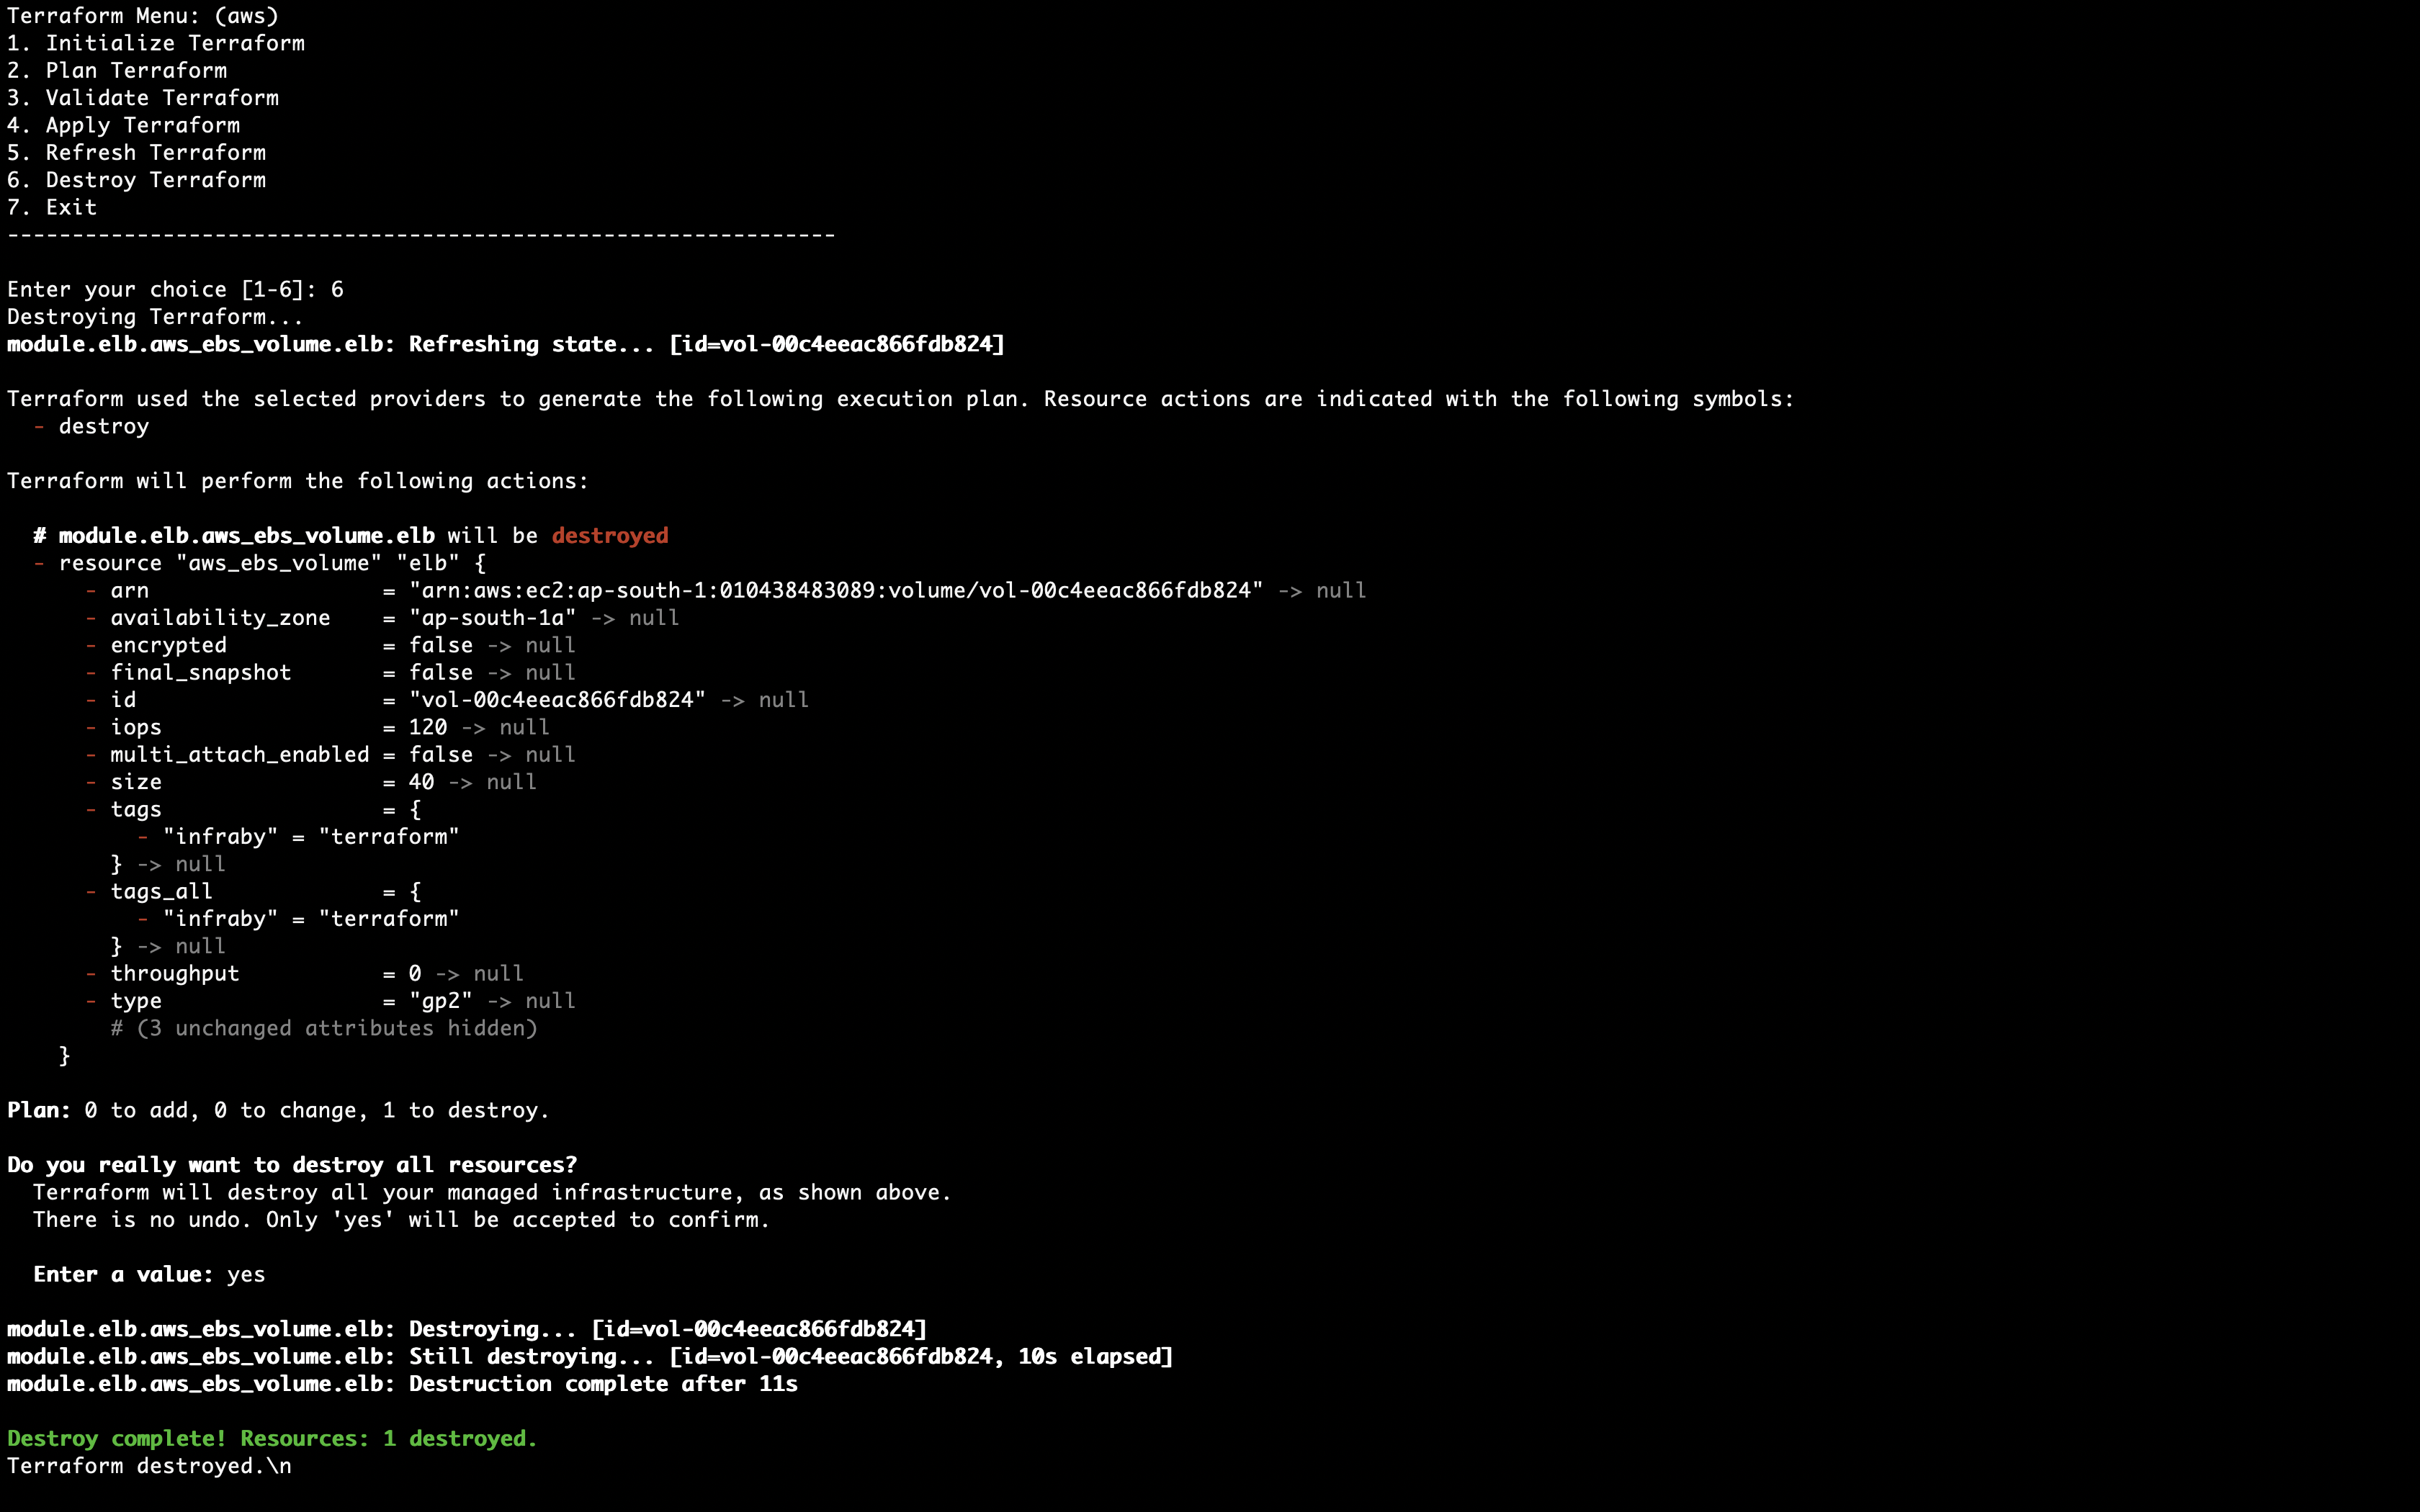 Terraform Menu: (aws)
1. Initialize Terraform
2. Plan Terraform
3. Validate Terraform
4. Apply Terraform
5. Refresh Terraform
6. Destroy Terraform
7. Exit
----------------------------------------------------------------
Enter your choice [1-6]: 6
Destroying Terraform...
module.elb.aws_ebs_volume.elb: Refreshing state... [id=vol-00c4eeac866fdb824]
Terraform used the selected providers to generate the following execution plan. Resource actions are indicated with the following symbols:
  - destroy
Terraform will perform the following actions:
  # module.elb.aws_ebs_volume.elb will be destroyed
  - resource "aws_ebs_volume" "elb" {
      - arn                  = "arn:aws:ec2:ap-south-1:010438483089:volume/vol-00c4eeac866fdb824" -> null
      - availability_zone    = "ap-south-1a" -> null
      - encrypted            = false -> null
      - final_snapshot       = false -> null
      - id                   = "vol-00c4eeac866fdb824" -> null
      - iops                 = 120 -> null
      - multi_attach_enabled = false -> null
      - size                 = 40 -> null
      - tags                 = {
          - "infraby" = "terraform"
        } -> null
      - tags_all             = {
          - "infraby" = "terraform"
        } -> null
      - throughput           = 0 -> null
      - type                 = "gp2" -> null
        # (3 unchanged attributes hidden)
    }
Plan: 0 to add, 0 to change, 1 to destroy.
Do you really want to destroy all resources?
  Terraform will destroy all your managed infrastructure, as shown above.
  There is no undo. Only 'yes' will be accepted to confirm.
  Enter a value: yes
module.elb.aws_ebs_volume.elb: Destroying... [id=vol-00c4eeac866fdb824]
module.elb.aws_ebs_volume.elb: Still destroying... [id=vol-00c4eeac866fdb824, 10s elapsed]
module.elb.aws_ebs_volume.elb: Destruction complete after 11s
Destroy complete! Resources: 1 destroyed.
Terraform destroyed.\n